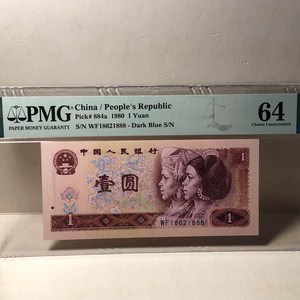 PMG
PAPER MONEY GUARANTY
China / People's Republic
Pick# 884a 1980 1 Yuan
S/N WF18621888 - Dark Blue S/N
64
Choice Uncirculated
中国人民银行
1
壹圆
1
1
WF18621888